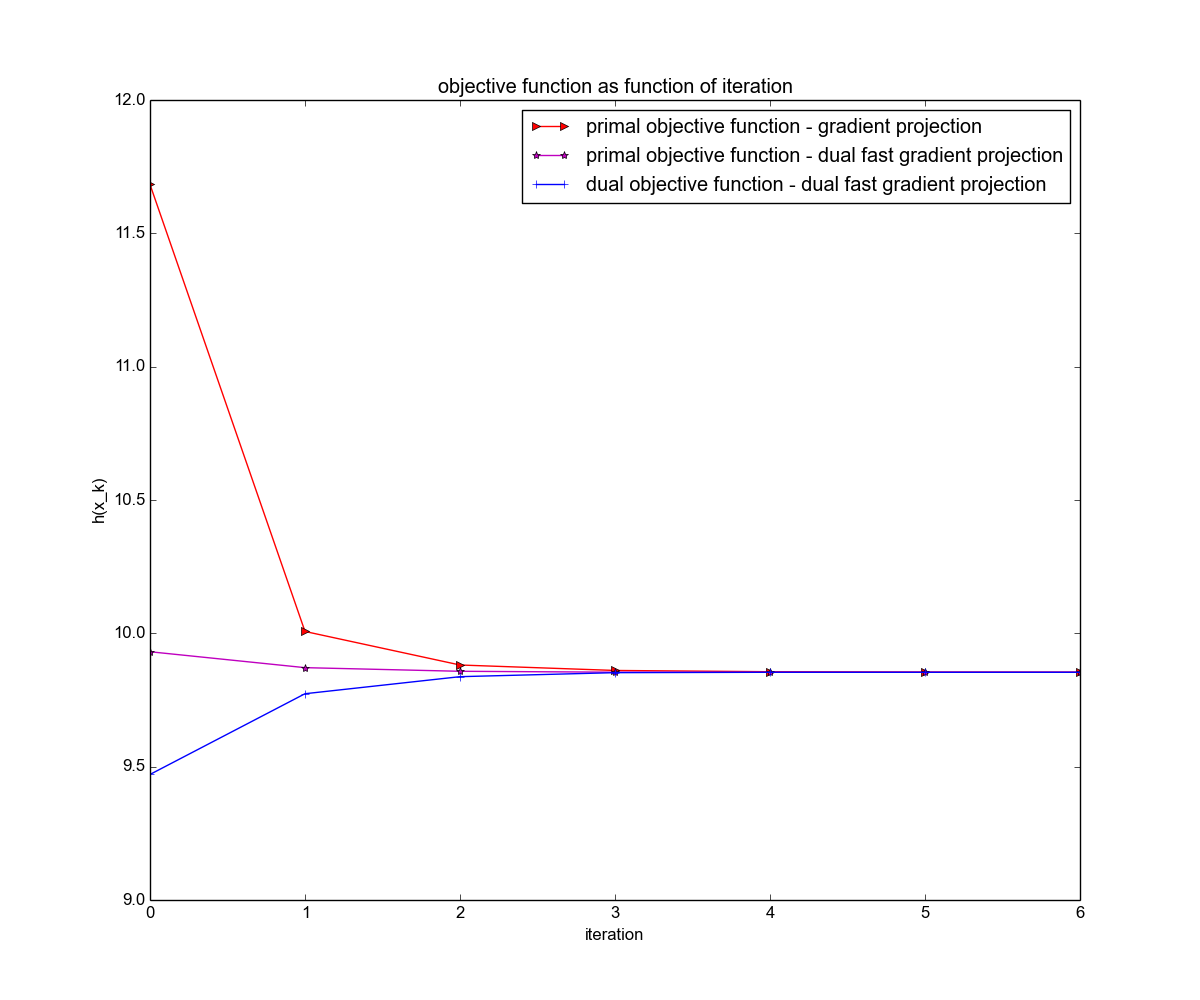 objective function as function of iteration
12.0
11.5
11.0
10.5
10.0
9.5
9.0
h(x_k)
primal objective function - gradient projection
primal objective function - dual fast gradient projection
dual objective function - dual fast gradient projection
0 1 2 3 4 5 6
iteration